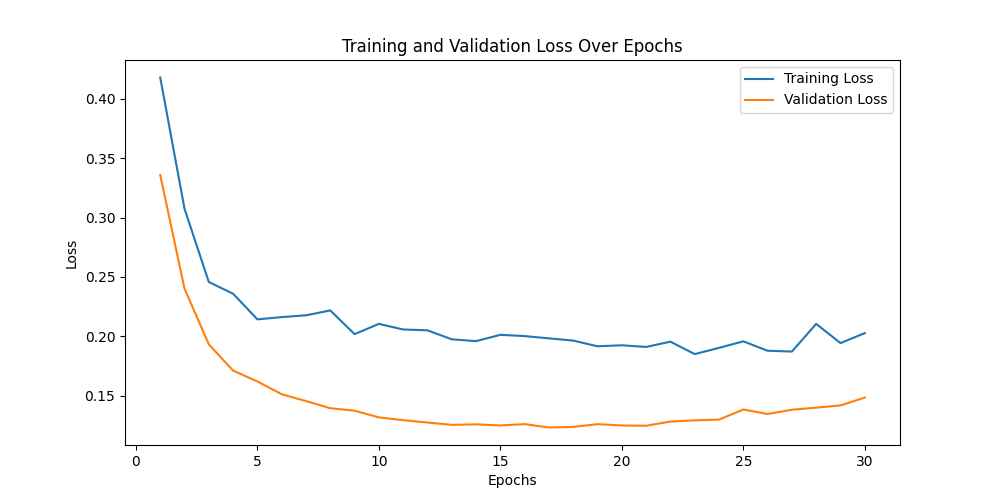 Training and Validation Loss Over Epochs
Training Loss
Validation Loss
0.40
0.35
0.30
0.25
0.20
0.15
Loss
0 5 10 15 20 25 30
Epochs